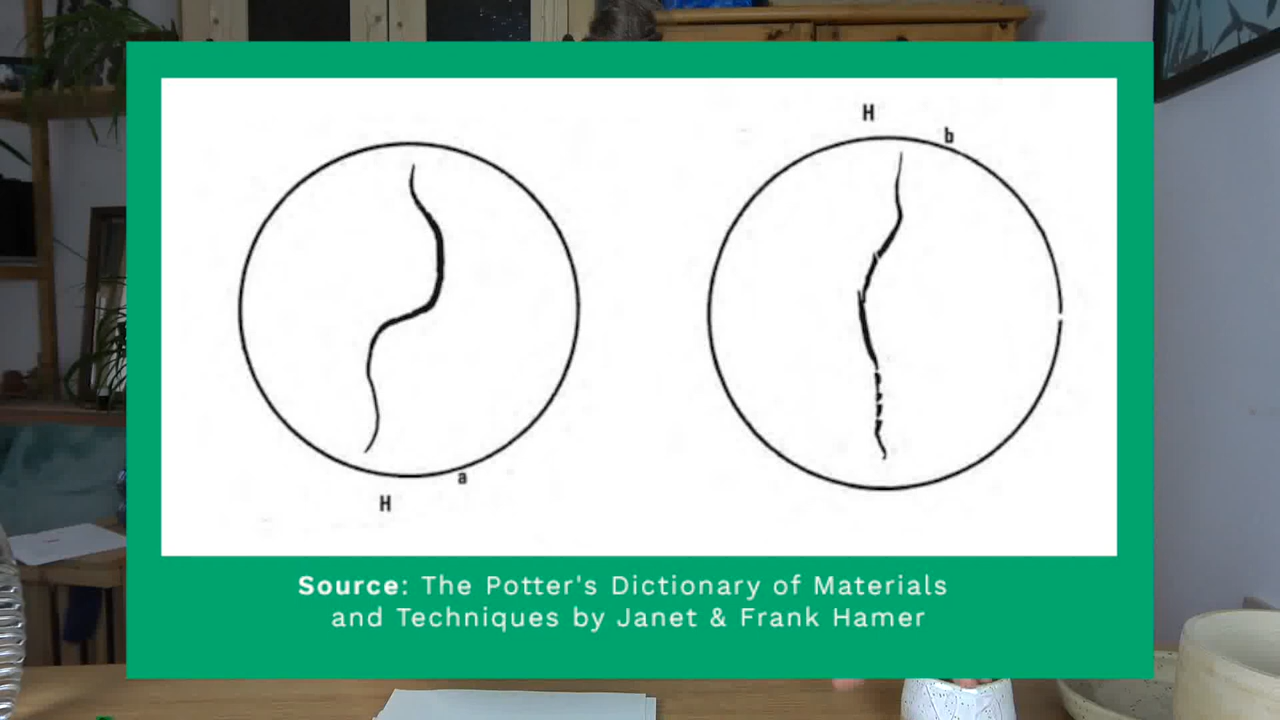 H
b
a
H
Source: The Potter's Dictionary of Materials
and Techniques by Janet & Frank Hamer